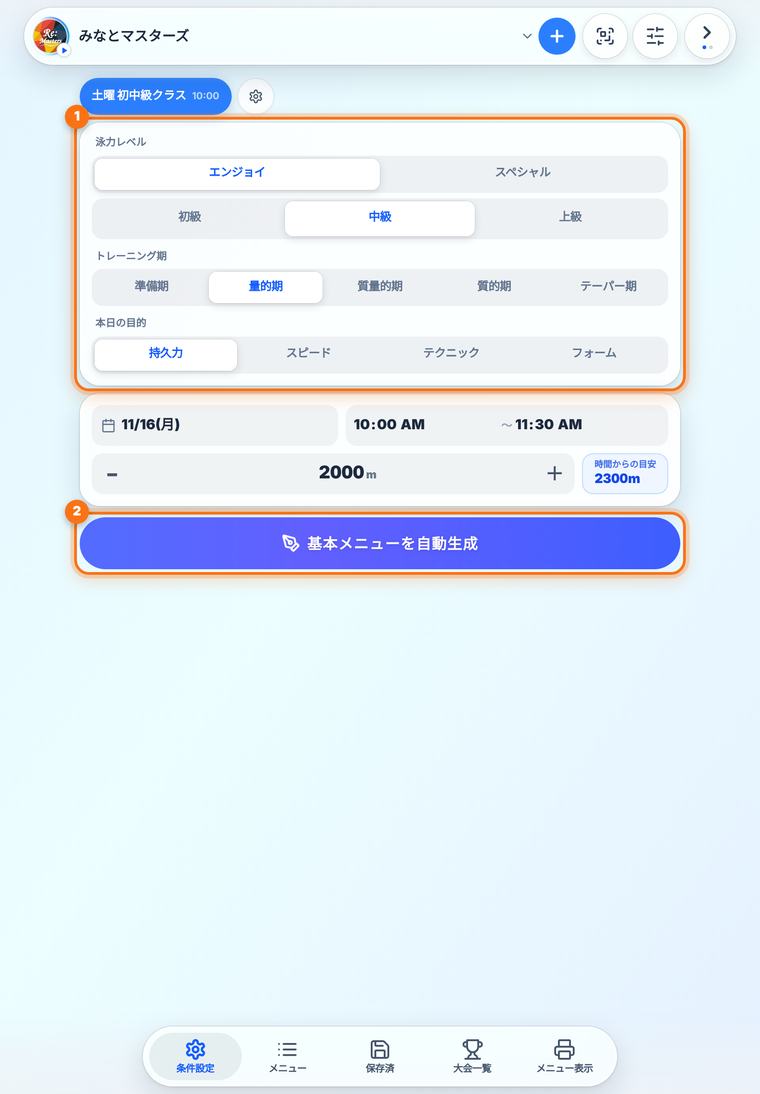 Re:
Masters
みなとマスターズ
土曜 初中級クラス 10:00
1
泳力レベル
エンジョイ スペシャル
初級 中級 上級
トレーニング期
準備期 量的期 質量的期 質的期 テーパー期
本日の目的
持久力 スピード テクニック フォーム
11/16(月) 10:00 AM ～11:30 AM
時間からの目安
− 2000m + 2300m
2
基本メニューを自動生成
条件設定 メニュー 保存済 大会一覧 メニュー表示